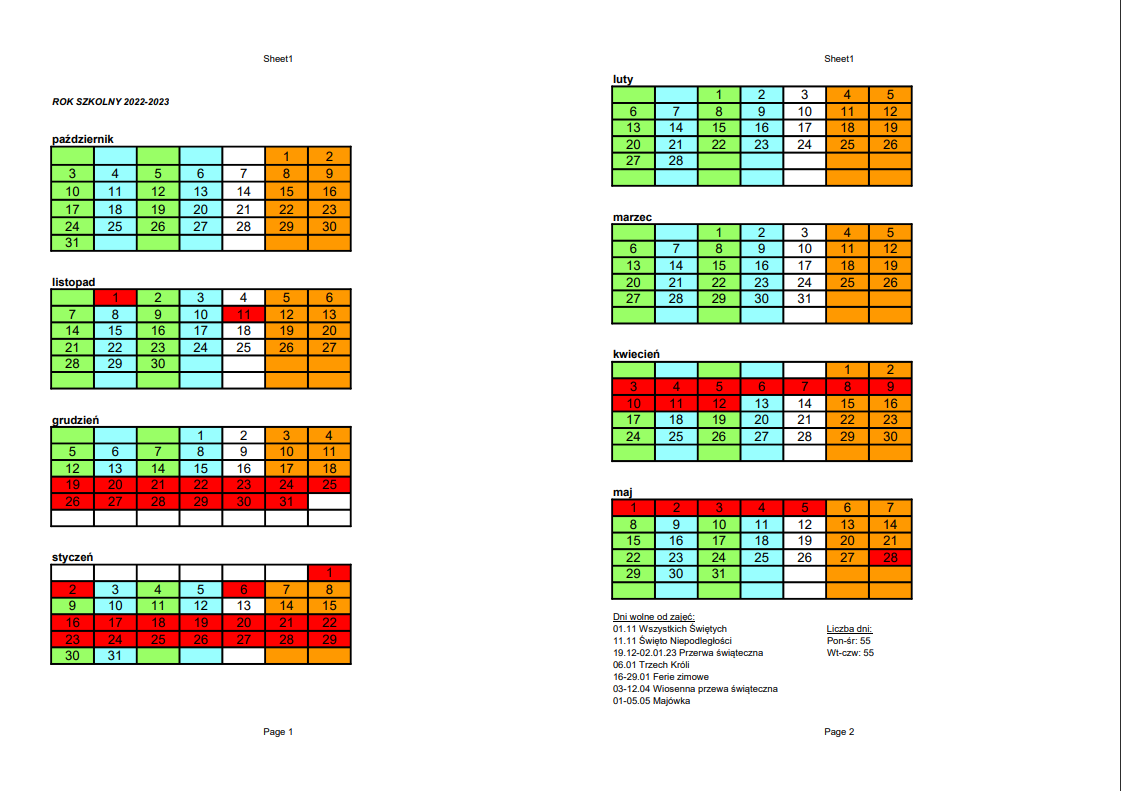 Sheet1
ROK SZKOLNY 2022-2023
październik
1 2
3 4 5 6 7 8 9
10 11 12 13 14 15 16
17 18 19 20 21 22 23
24 25 26 27 28 29 30
31
listopad
1 2 3 4 5 6
7 8 9 10 11 12 13
14 15 16 17 18 19 20
21 22 23 24 25 26 27
28 29 30
grudzień
1 2 3 4
5 6 7 8 9 10 11
12 13 14 15 16 17 18
19 20 21 22 23 24 25
26 27 28 29 30 31
styczeń
1
2 3 4 5 6 7 8
9 10 11 12 13 14 15
16 17 18 19 20 21 22
23 24 25 26 27 28 29
30 31
Page 1
Sheet1
luty
1 2 3 4 5
6 7 8 9 10 11 12
13 14 15 16 17 18 19
20 21 22 23 24 25 26
27 28
marzec
1 2 3 4 5
6 7 8 9 10 11 12
13 14 15 16 17 18 19
20 21 22 23 24 25 26
27 28 29 30 31
kwiecień
1 2
3 4 5 6 7 8 9
10 11 12 13 14 15 16
17 18 19 20 21 22 23
24 25 26 27 28 29 30
maj
1 2 3 4 5 6 7
8 9 10 11 12 13 14
15 16 17 18 19 20 21
22 23 24 25 26 27 28
29 30 31
Dni wolne od zajęć:
01.11 Wszystkich Świętych
11.11 Święto Niepodległości
19.12-02.01.23 Przerwa świąteczna
06.01 Trzech Króli
16-29.01 Ferie zimowe
03-12.04 Wiosenna przewa świąteczna
01-05.05 Majówka
Liczba dni:
Pon-śr: 55
Wt-czw: 55
Page 2